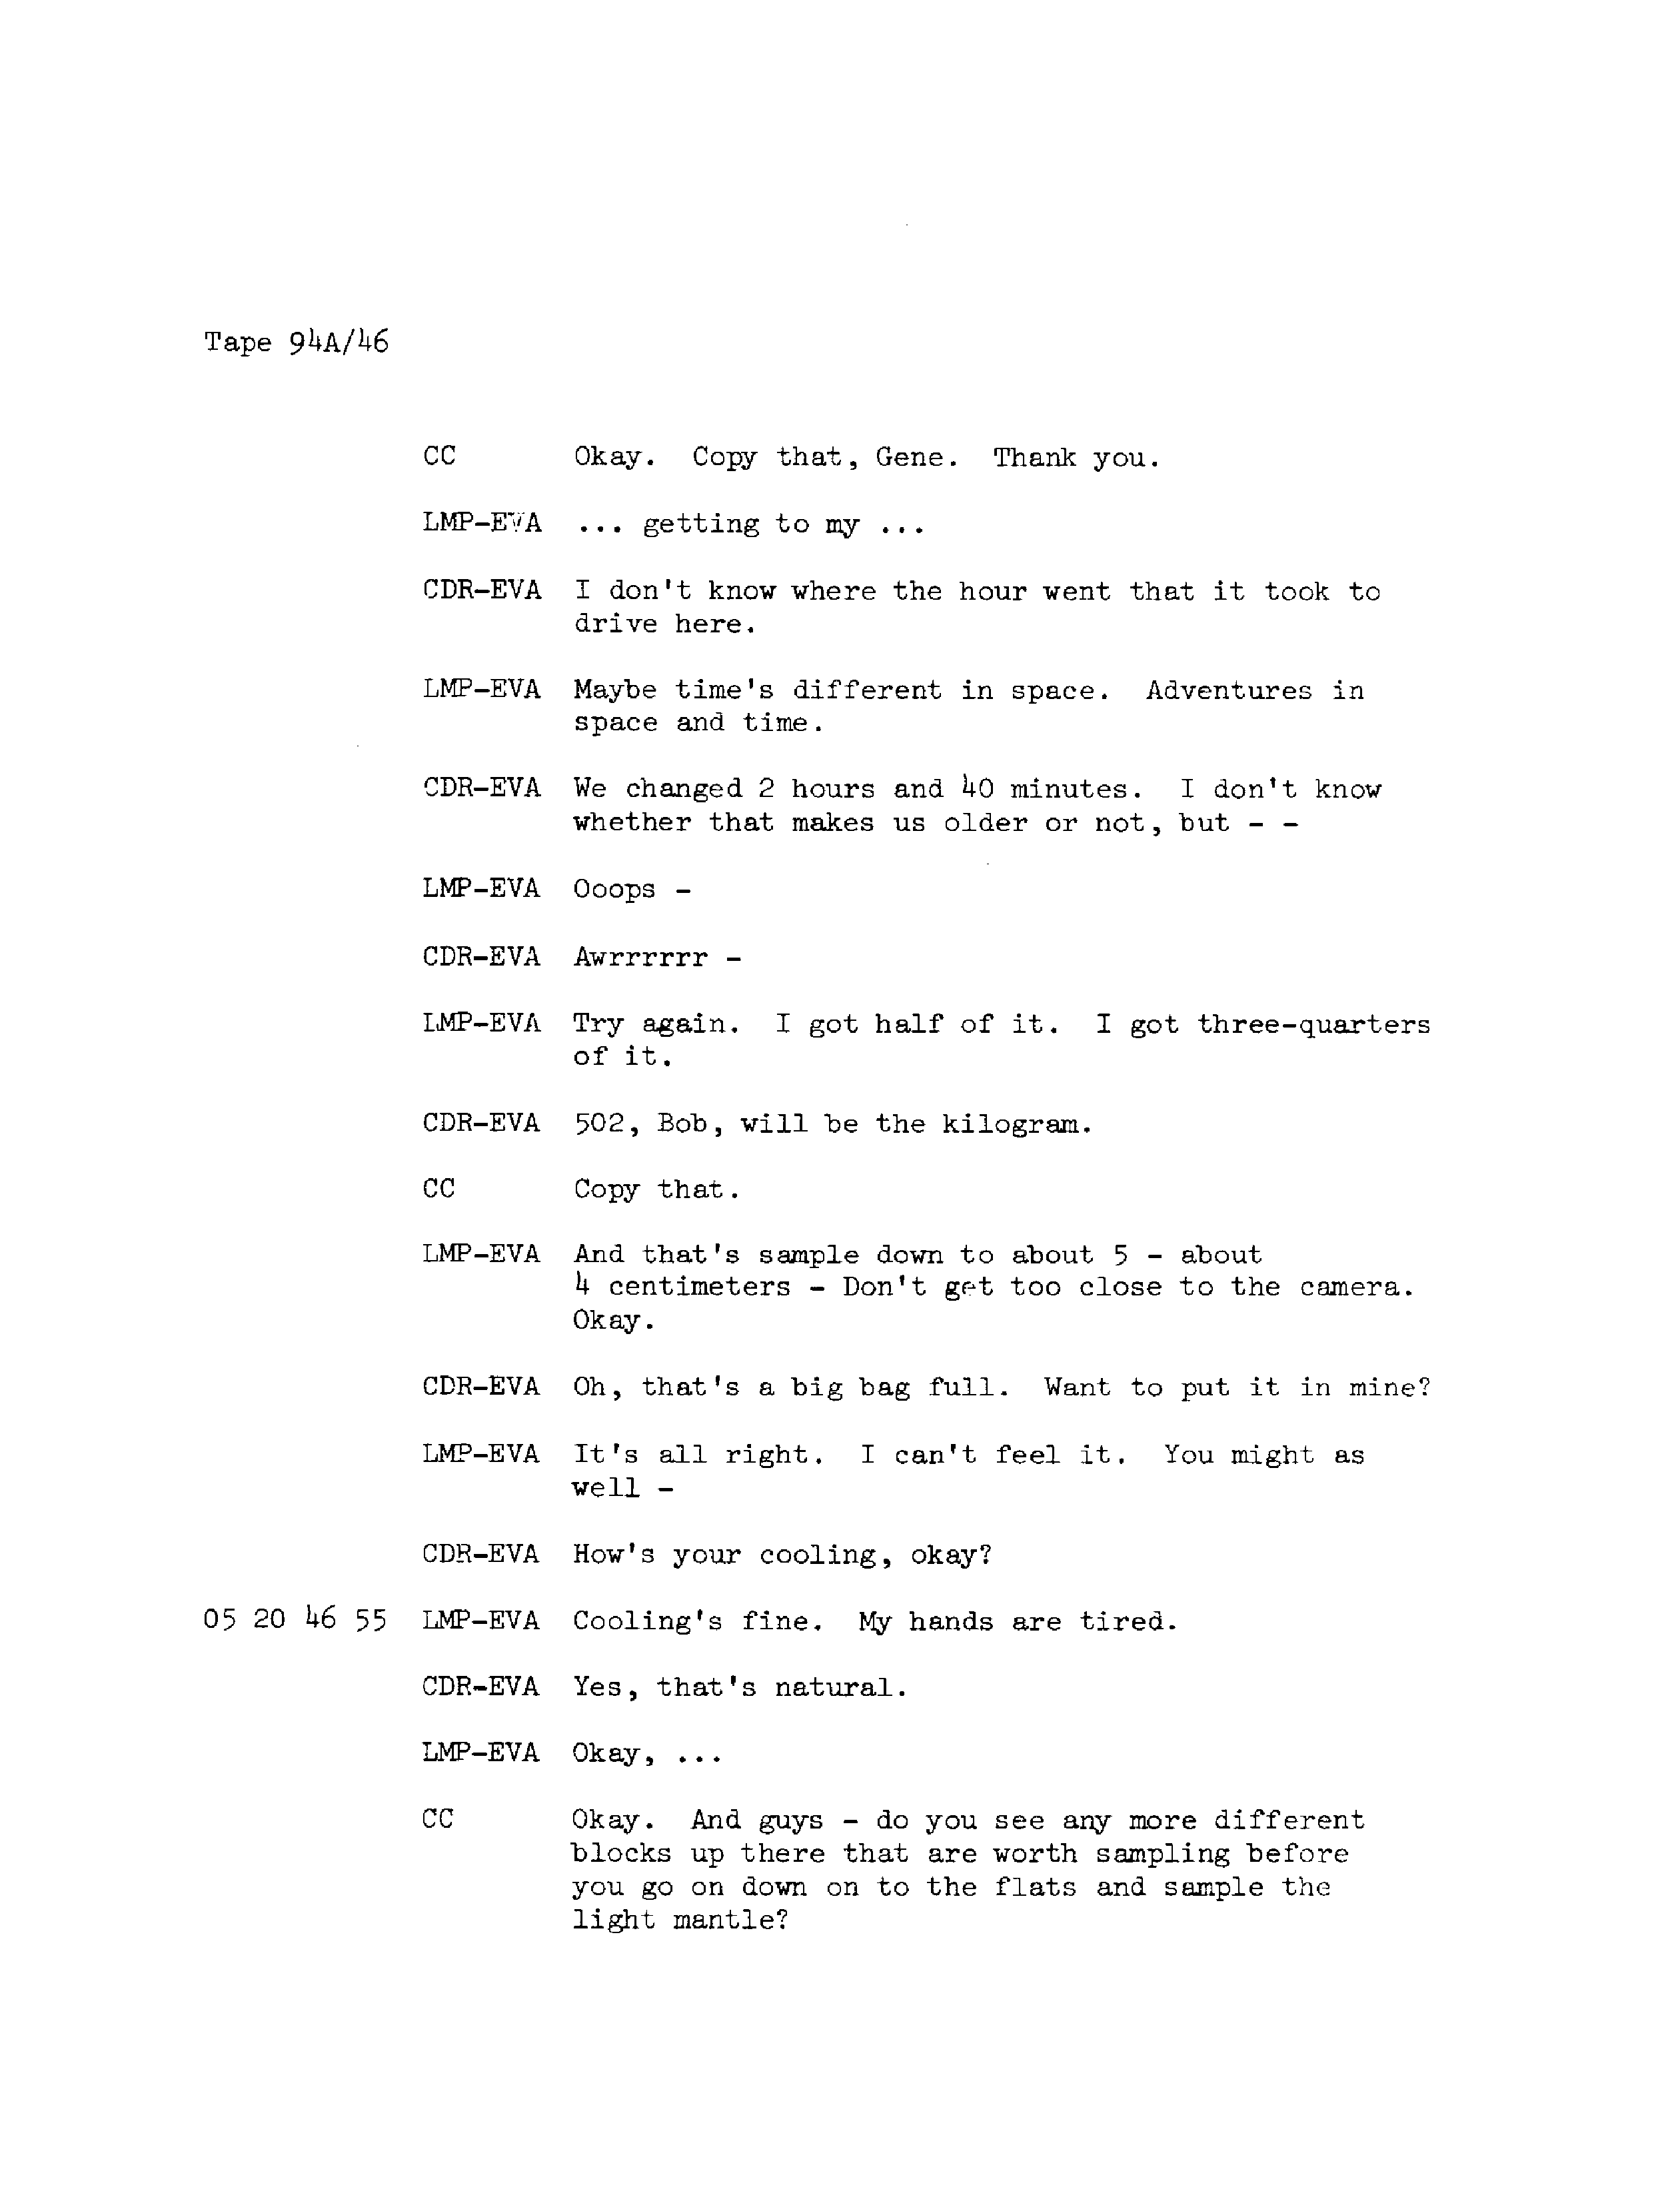 Tape 94A/46
CC Okay. Copy that, Gene. Thank you.
LMP-EVA ... getting to my ...
CDR-EVA I don't know where the hour went that it took to
drive here.
LMP-EVA Maybe time's different in space. Adventures in
space and time.
CDR-EVA We changed 2 hours and 40 minutes. I don't know
whether that makes us older or not, but - -
LMP-EVA Ooops -
CDR-EVA Awrrrrrr -
LMP-EVA Try again. I got half of it. I got three-quarters
of it.
CDR-EVA 502, Bob, will be the kilogram.
CC Copy that.
LMP-EVA And that's sample down to about 5 - about
4 centimeters - Don't get too close to the camera.
Okay.
CDR-EVA Oh, that's a big bag full. Want to put it in mine?
LMP-EVA It's all right. I can't feel it. You might as
well -
CDR-EVA How's your cooling, okay?
05 20 46 55 LMP-EVA Cooling's fine. My hands are tired.
CDR-EVA Yes, that's natural.
LMP-EVA Okay, ...
CC Okay. And guys - do you see any more different
blocks up there that are worth sampling before
you go on down on to the flats and sample the
light mantle?